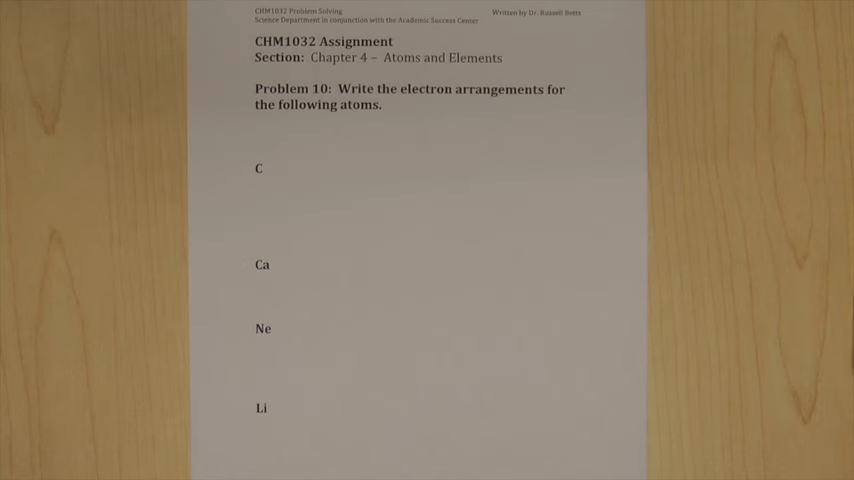 CHM1032 Problem Solving
Written by Dr. Russell Betts
Science Department in conjunction with the Academic Success Center
CHM1032 Assignment
Section: Chapter 4 – Atoms and Elements
Problem 10: Write the electron arrangements for
the following atoms.
C
Ca
Ne
Li